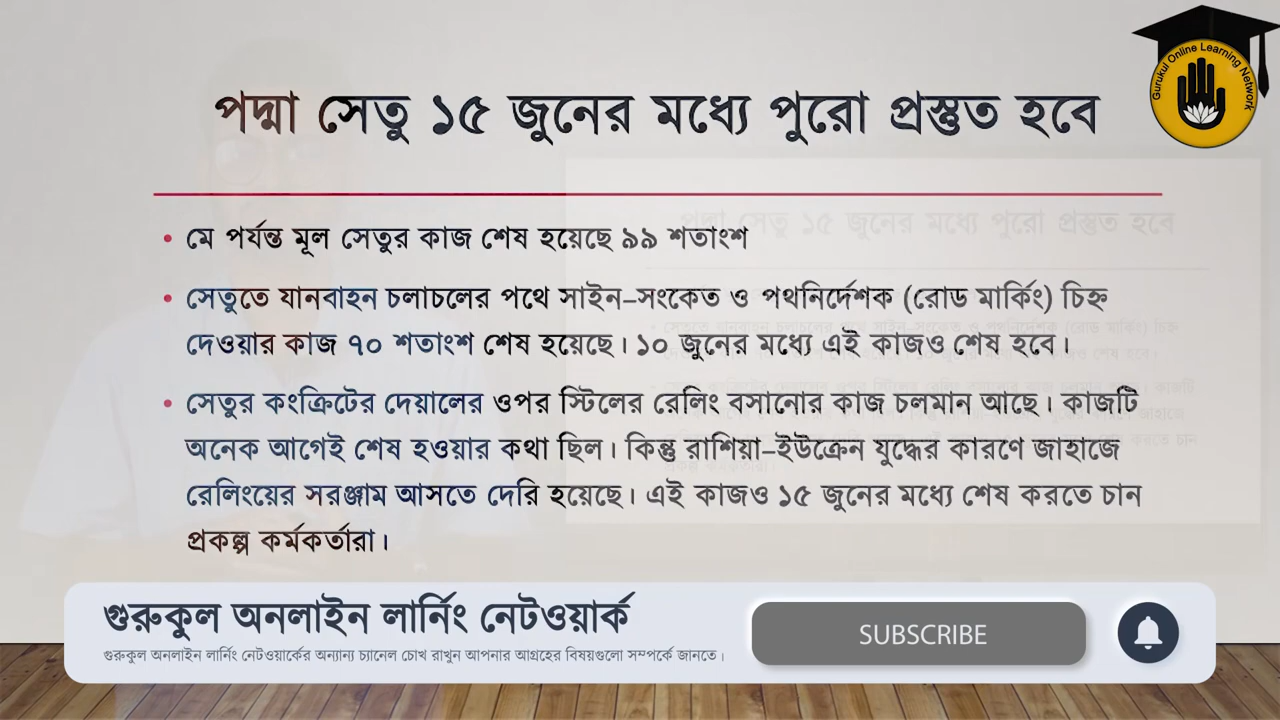 Gurukul Online Learning Network
পদ্মা সেতু ১৫ জুনের মধ্যে পুরো প্রস্তুত হবে
• মে পর্যন্ত মূল সেতুর কাজ শেষ হয়েছে ৯৯ শতাংশ
• সেতুতে যানবাহন চলাচলের পথে সাইন–সংকেত ও পথনির্দেশক (রোড মার্কিং) চিহ্ন
দেওয়ার কাজ ৭০ শতাংশ শেষ হয়েছে। ১০ জুনের মধ্যে এই কাজও শেষ হবে।
• সেতুর কংক্রিটের দেয়ালের ওপর স্টিলের রেলিং বসানোর কাজ চলমান আছে। কাজটি
অনেক আগেই শেষ হওয়ার কথা ছিল। কিন্তু রাশিয়া–ইউক্রেন যুদ্ধের কারণে জাহাজে
রেলিংয়ের সরঞ্জাম আসতে দেরি হয়েছে। এই কাজও ১৫ জুনের মধ্যে শেষ করতে চান
প্রকল্প কর্মকর্তারা।
গুরুকুল অনলাইন লার্নিং নেটওয়ার্ক
গুরুকুল অনলাইন লার্নিং নেটওয়ার্কের অন্যান্য চ্যানেল চোখ রাখুন আপনার আগ্রহের বিষয়গুলো সম্পর্কে জানতে।
SUBSCRIBE